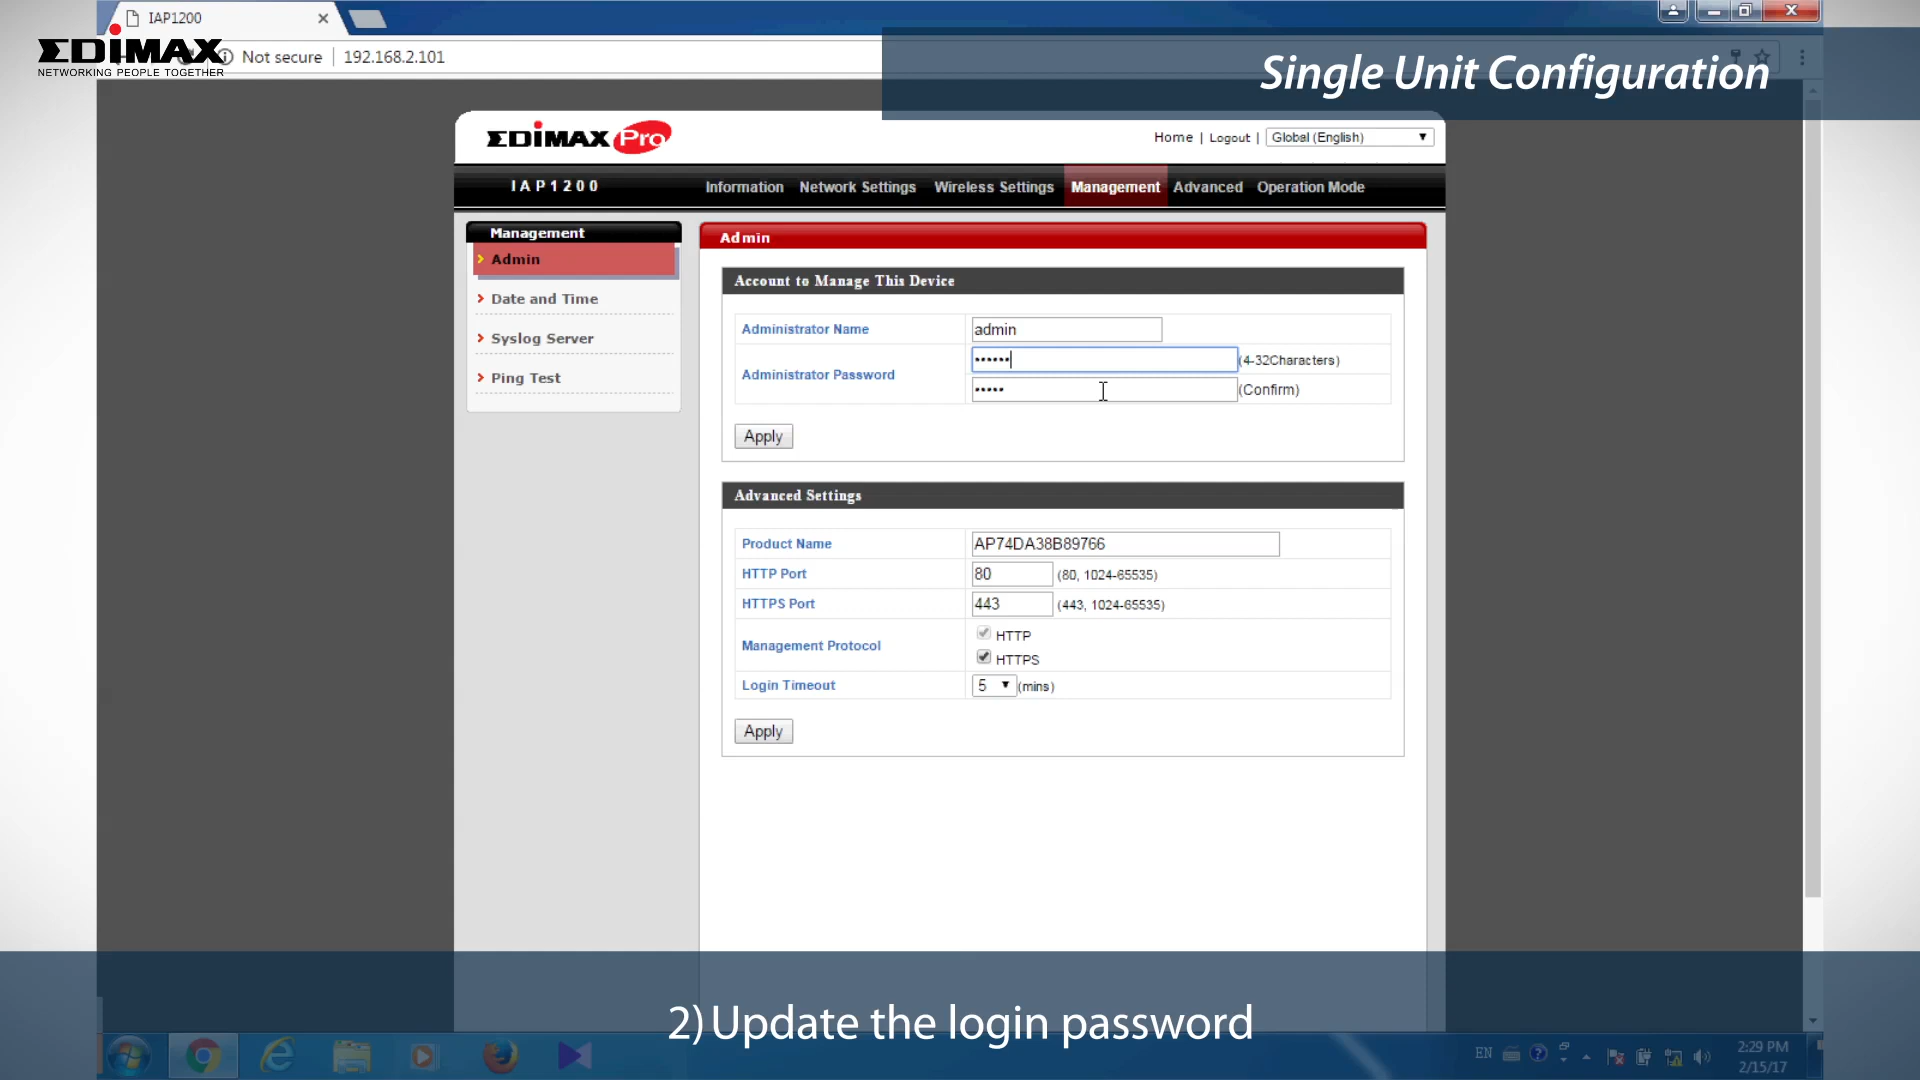 IAP1200
EDIMAX
NETWORKING PEOPLE TOGETHER
Not secure
192.168.2.101
Single Unit Configuration
EDIMAX Pro
Home | Logout | Global (English)
IAP1200
Information Network Settings Wireless Settings Management Advanced Operation Mode
Management
Admin
Date and Time
Syslog Server
Ping Test
Admin
Account to Manage This Device
Administrator Name admin
Administrator Password •••••• (4-32Characters)
••••• (Confirm)
Apply
Advanced Settings
Product Name AP74DA38B89766
HTTP Port 80 (80, 1024-65535)
HTTPS Port 443 (443, 1024-65535)
Management Protocol HTTP
HTTPS
Login Timeout 5 (mins)
Apply
2) Update the login password
EN
2:29 PM
2/15/17